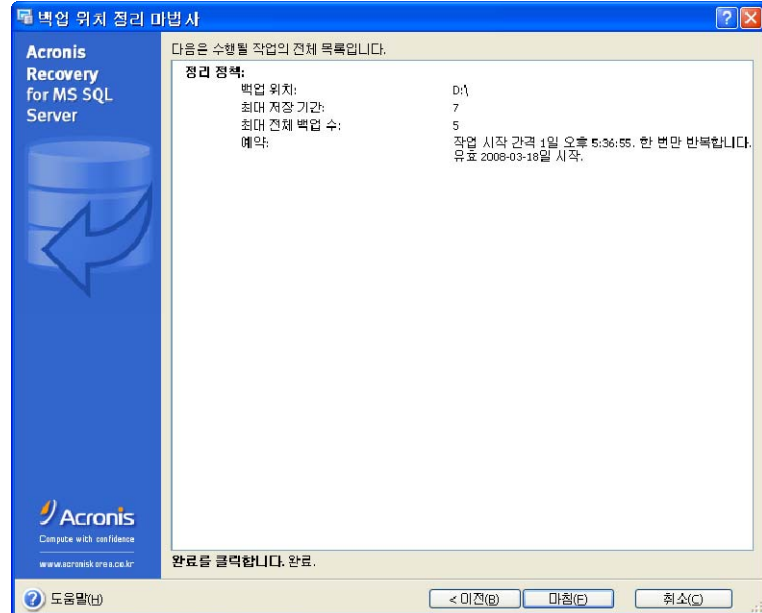 백업 위치 정리 마법사
Acronis
Recovery
for MS SQL
Server
다음은 수행될 작업의 전체 목록입니다.
정리 정책:
백업 위치: D:\
최대 저장 기간: 7
최대 전체 백업 수: 5
예약: 작업 시작 간격 1일 오후 5:36:55. 한 번만 반복합니다.
유효 2008-03-18일 시작.
Acronis
Compute with confidence
www.acroniskorea.co.kr
완료를 클릭합니다. 완료.
도움말(H)
< 이전(B)
마침(F)
취소(C)